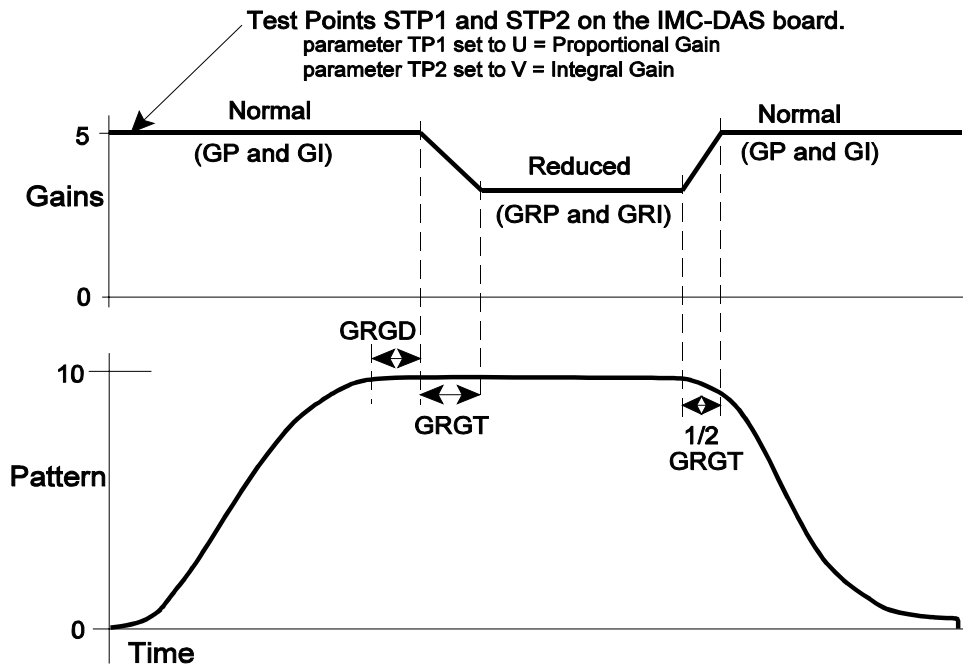 Test Points STP1 and STP2 on the IMC-DAS board.
parameter TP1 set to U = Proportional Gain
parameter TP2 set to V = Integral Gain
Normal
(GP and GI)
Reduced
(GRP and GRI)
Normal
(GP and GI)
5
Gains
0
GRGD
10
GRGT
1/2
GRGT
Pattern
0
Time